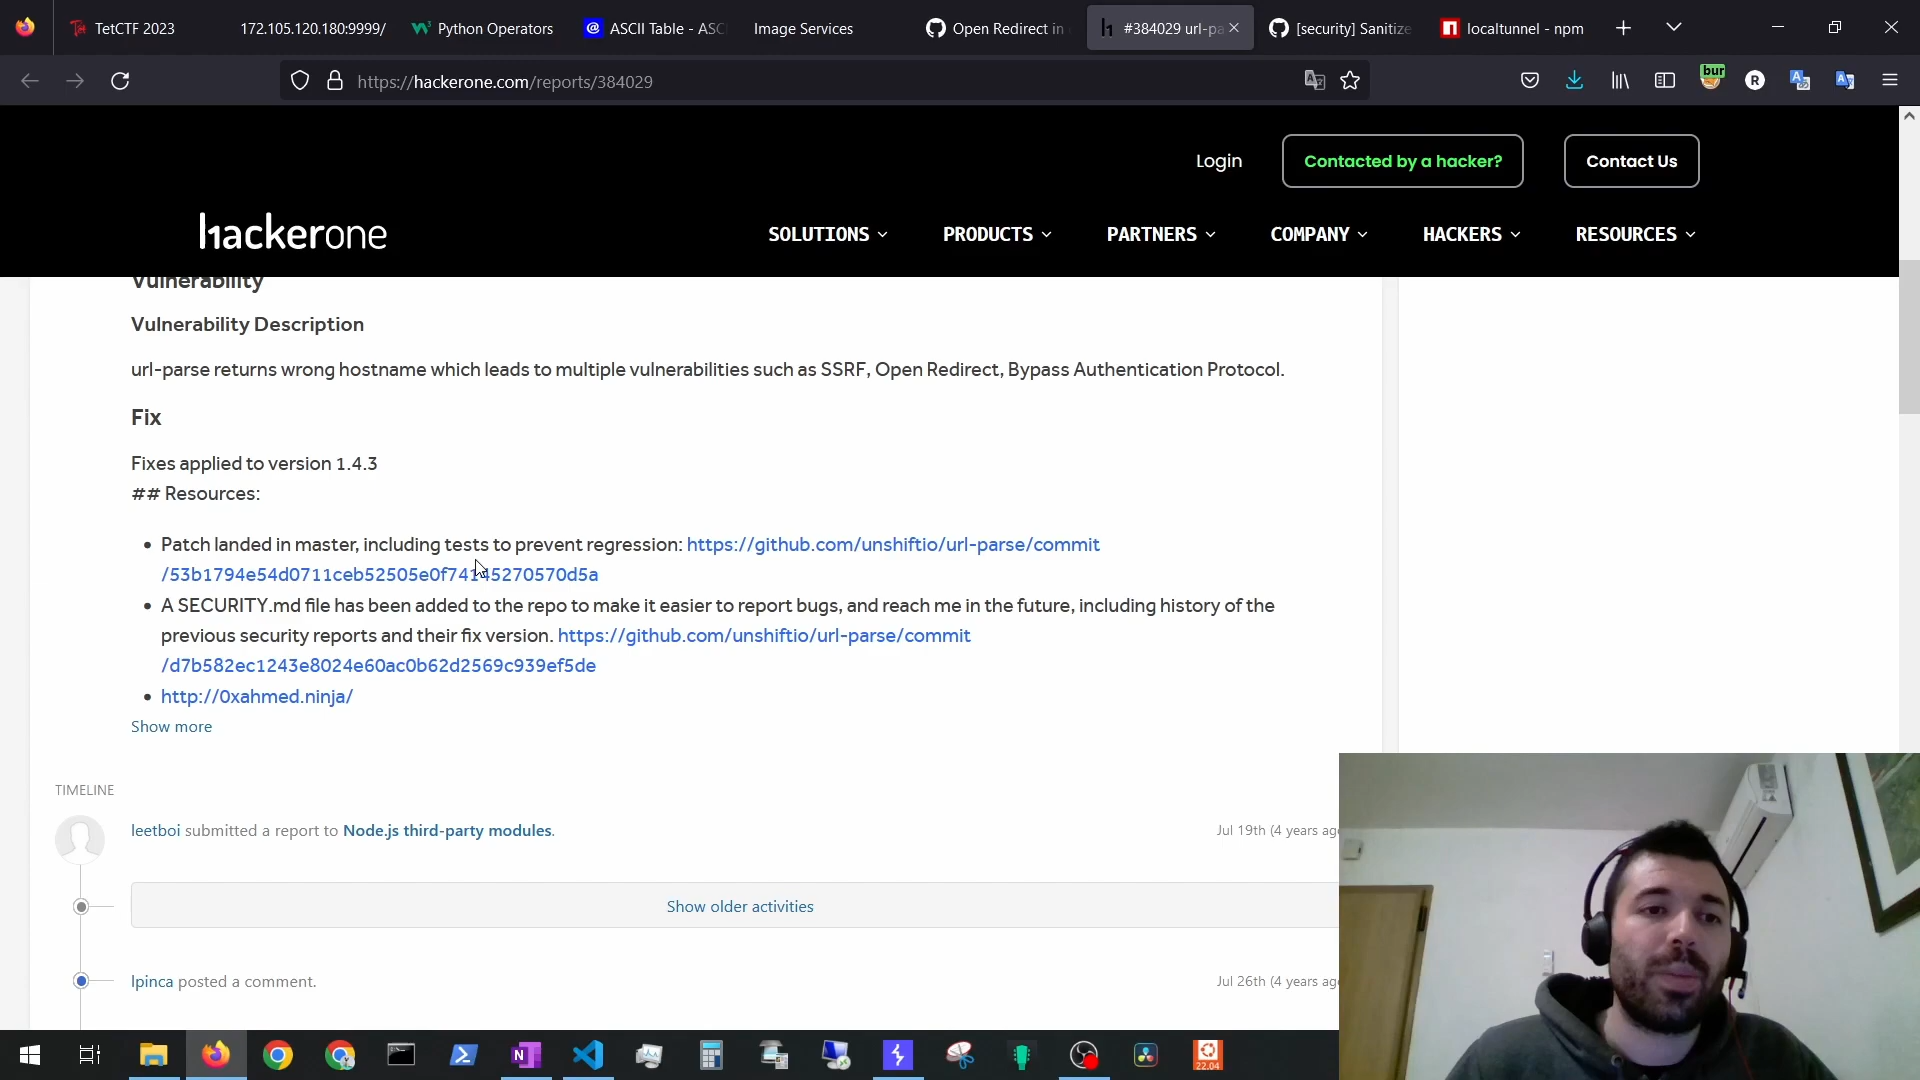 TetCTF 2023
172.105.120.180:9999/
Python Operators
ASCII Table - ASC
Image Services
Open Redirect in
#384029 url-pa
[security] Sanitize
localtunnel - npm
https://hackerone.com/reports/384029
bur
R
Login
Contacted by a hacker?
Contact Us
hackerone
SOLUTIONS
PRODUCTS
PARTNERS
COMPANY
HACKERS
RESOURCES
Vulnerability
Vulnerability Description
url-parse returns wrong hostname which leads to multiple vulnerabilities such as SSRF, Open Redirect, Bypass Authentication Protocol.
Fix
Fixes applied to version 1.4.3
## Resources:
• Patch landed in master, including tests to prevent regression: https://github.com/unshiftio/url-parse/commit
/53b1794e54d0711ceb52505e0f74145270570d5a
• A SECURITY.md file has been added to the repo to make it easier to report bugs, and reach me in the future, including history of the
previous security reports and their fix version. https://github.com/unshiftio/url-parse/commit
/d7b582ec1243e8024e60ac0b62d2569c939ef5de
• http://0xahmed.ninja/
Show more
TIMELINE
leetboi submitted a report to Node.js third-party modules.
Jul 19th (4 years ago
Show older activities
lpinca posted a comment.
Jul 26th (4 years ago
22.04